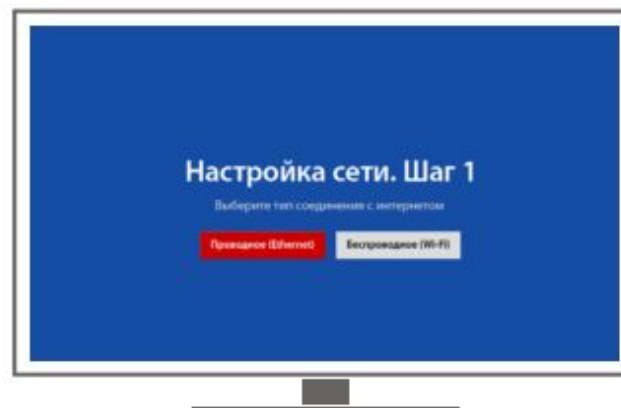 Настройка сети. Шаг 1
Выберите тип соединения с интернетом
Проводное (Ethernet)
Беспроводное (Wi-Fi)